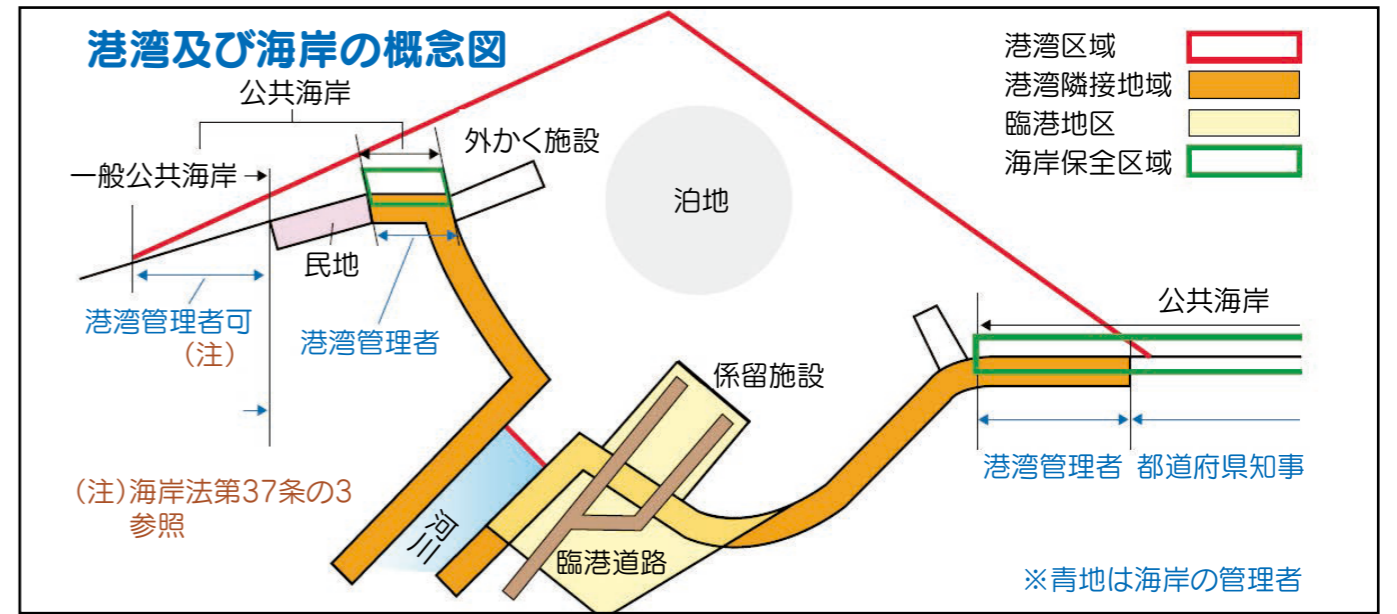 港湾及び海岸の概念図
港湾区域
港湾隣接地域
臨港地区
海岸保全区域
公共海岸
一般公共海岸
外かく施設
泊地
民地
港湾管理者可
(注)
港湾管理者
公共海岸
係留施設
港湾管理者
都道府県知事
(注)海岸法第37条の3
参照
河川
臨港道路
※青地は海岸の管理者